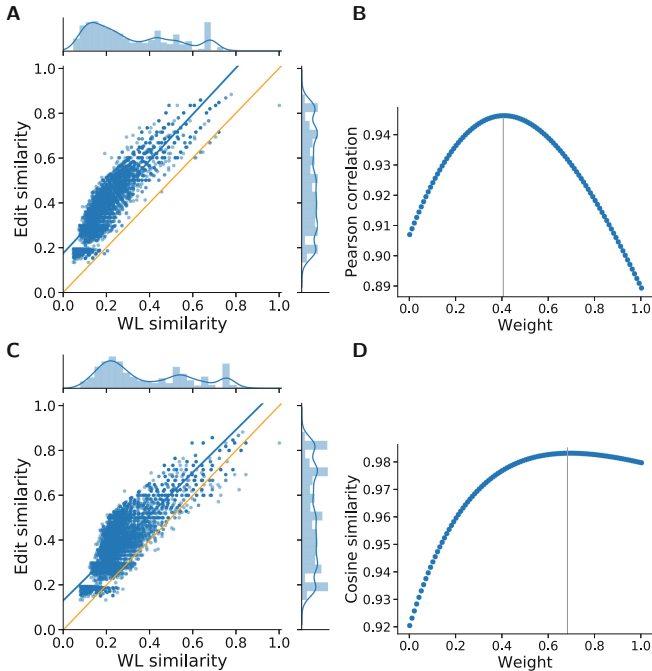 A
1.0
0.8
0.6
0.4
0.2
0.0
Edit similarity
0.0 0.2 0.4 0.6 0.8 1.0
WL similarity
B
0.94
0.93
0.92
0.91
0.90
0.89
Pearson correlation
0.0 0.2 0.4 0.6 0.8 1.0
Weight
C
1.0
0.8
0.6
0.4
0.2
0.0
Edit similarity
0.0 0.2 0.4 0.6 0.8 1.0
WL similarity
D
0.98
0.97
0.96
0.95
0.94
0.93
0.92
Cosine similarity
0.0 0.2 0.4 0.6 0.8 1.0
Weight